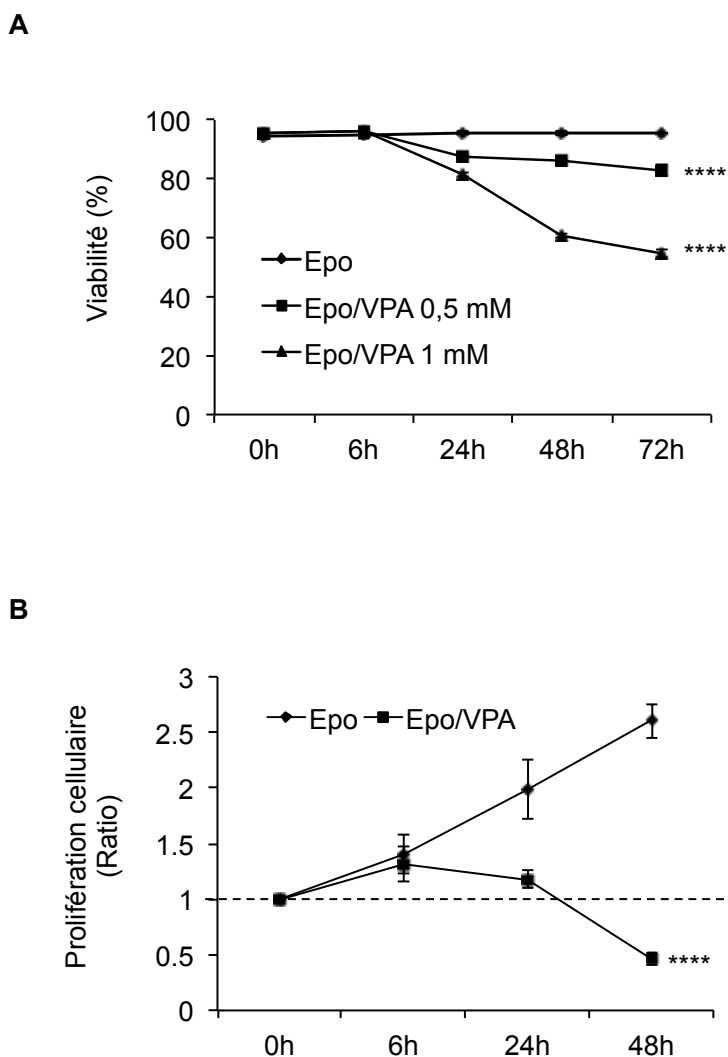 A
Viabilité (%)
100
80
60
40
20
0
Epo
Epo/VPA 0,5 mM
Epo/VPA 1 mM
****
****
0h 6h 24h 48h 72h
B
Prolifération cellulaire
(Ratio)
3
2.5
2
1.5
1
0.5
0
Epo Epo/VPA
****
0h 6h 24h 48h